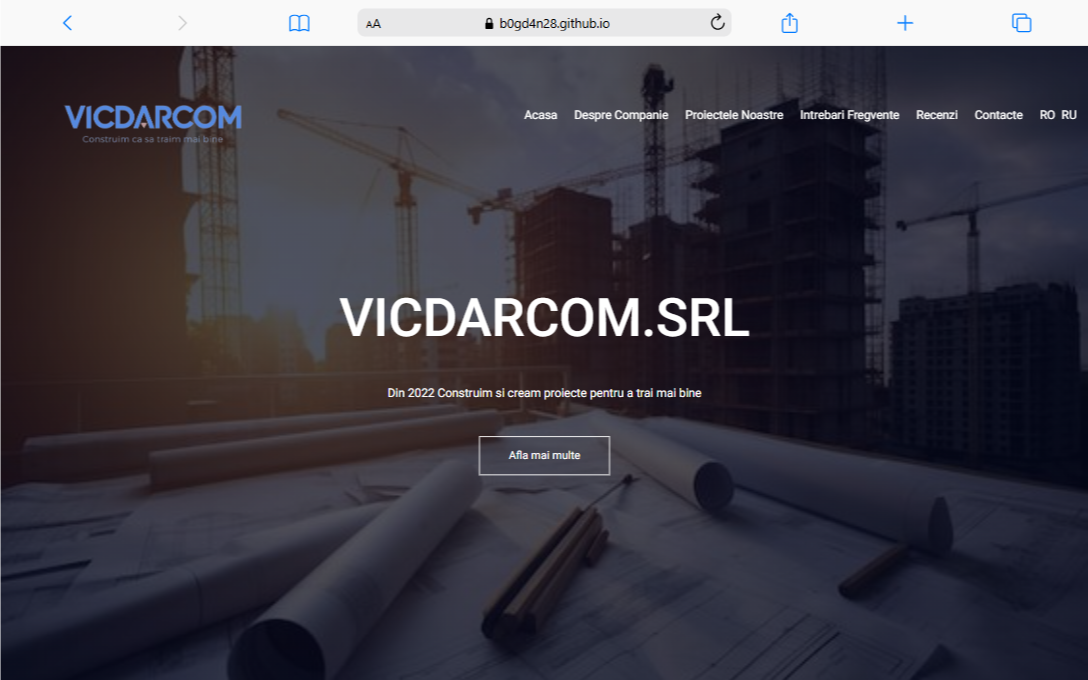 AA b0gd4n28.github.io
VICDARCOM
Construim ca sa traim mai bine
Acasa Despre Companie Proiectele Noastre Intrebari Fregvente Recenzi Contacte RO RU
VICDARCOM.SRL
Din 2022 Construim si cream proiecte pentru a trai mai bine
Afla mai multe